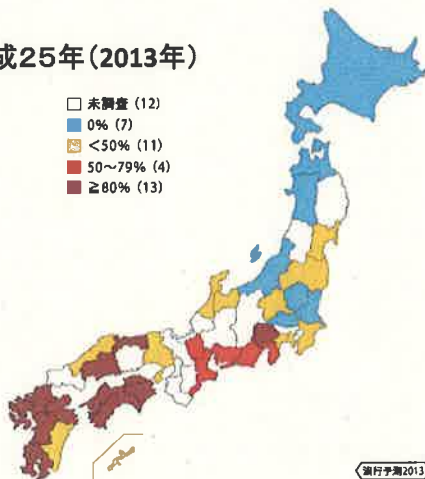 成25年(2013年)
未調査 (12)
0% (7)
<50% (11)
50~79% (4)
≧80% (13)
流行予測2013